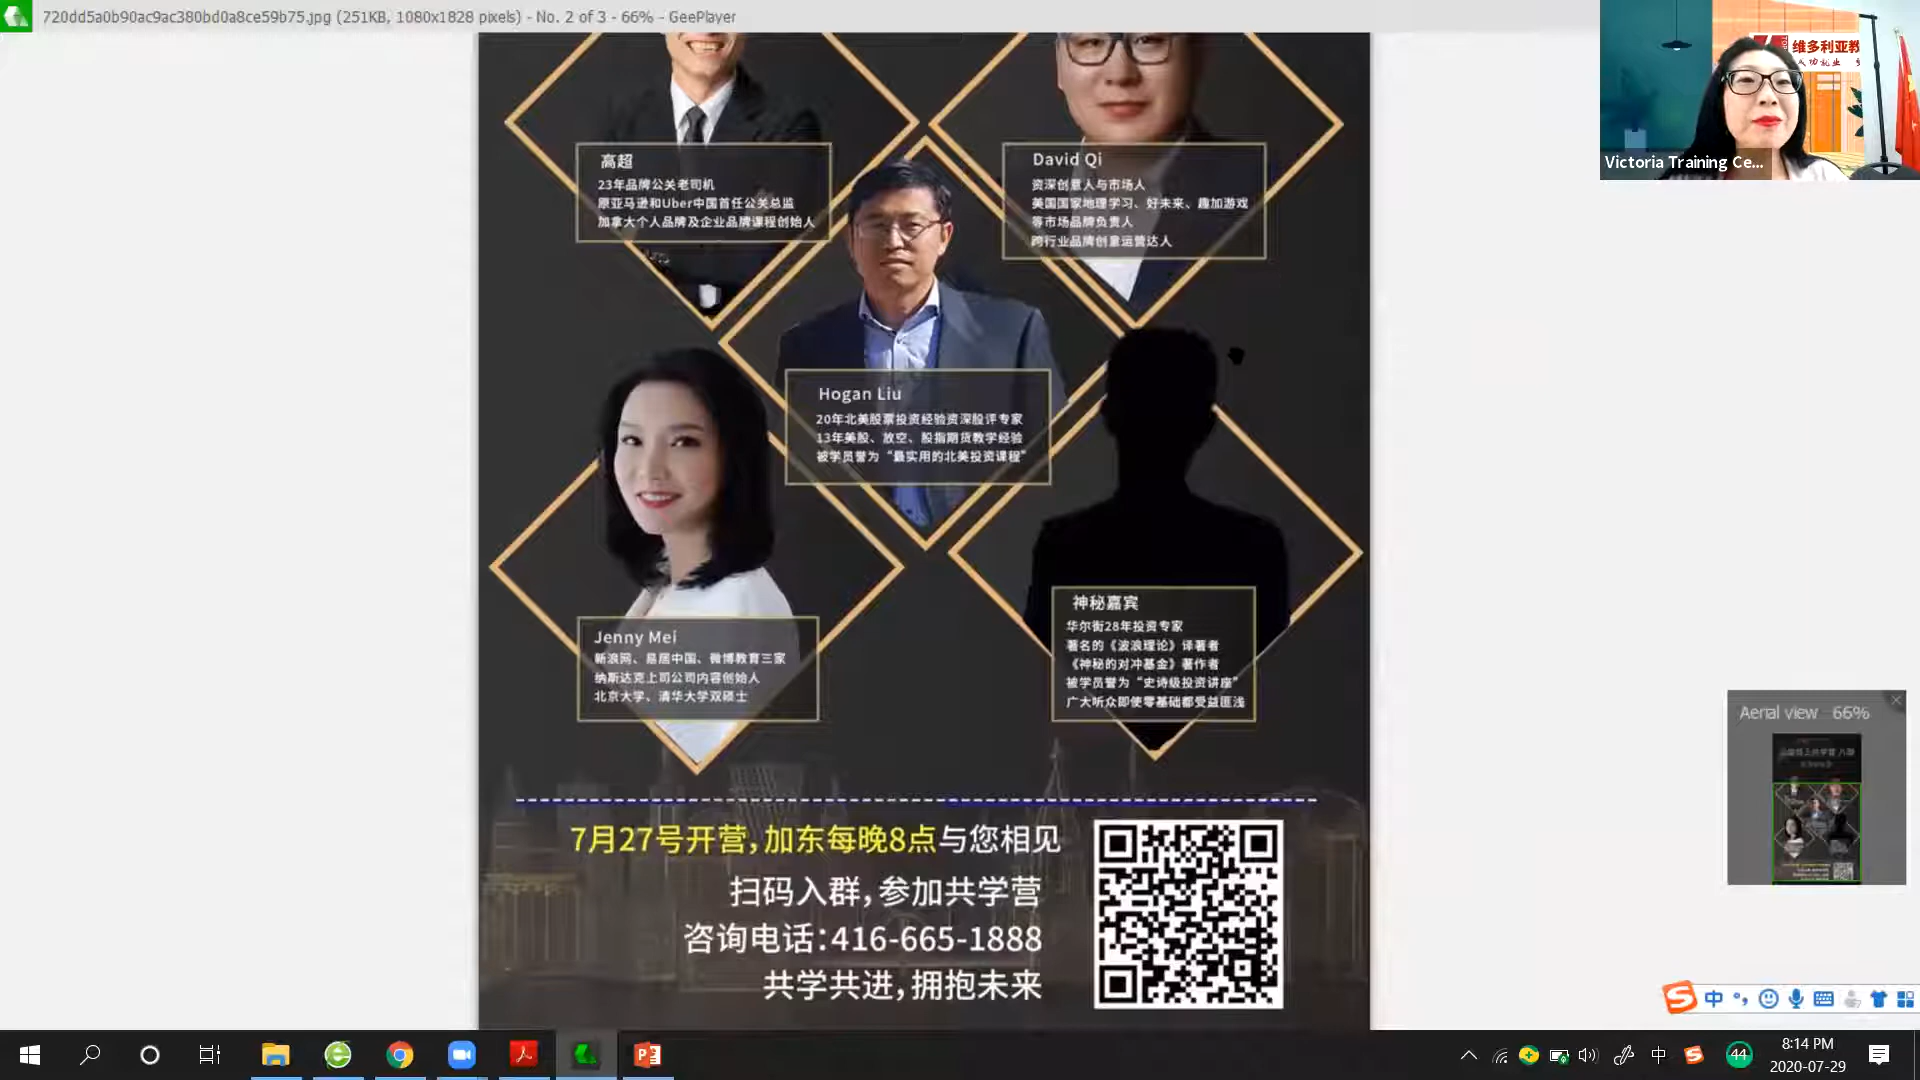 720dd5a0b90ac9ac380bd0a8ce59b75.jpg (251KB, 1080x1828 pixels) - No. 2 of 3 - 66% - GeePlayer
维多利亚教
Victoria Training Ce...
高超
23年品牌公关老司机
原亚马逊和Uber中国首任公关总监
加拿大个人品牌及企业品牌课程创始人
David Qi
资深创意人与市场人
美国国家地理学习、好未来、趣加游戏
等市场品牌负责人
跨行业品牌创意运营达人
Hogan Liu
20年北美股票投资经验资深股评专家
13年美股、放空、股指期货教学经验
被学员誉为“最实用的北美投资课程”
Jenny Mei
新浪网、易居中国、微博教育三家
纳斯达克上司公司内容创始人
北京大学、清华大学双硕士
神秘嘉宾
华尔街28年投资专家
著名的《波浪理论》译著者
《神秘的对冲基金》著作者
被学员誉为“史诗级投资讲座”
广大听众即使零基础都受益匪浅
Aerial view 66%
7月27号开营，加东每晚8点与您相见
扫码入群，参加共学营
咨询电话：416-665-1888
共学共进，拥抱未来
中
中
44
8:14 PM
2020-07-29